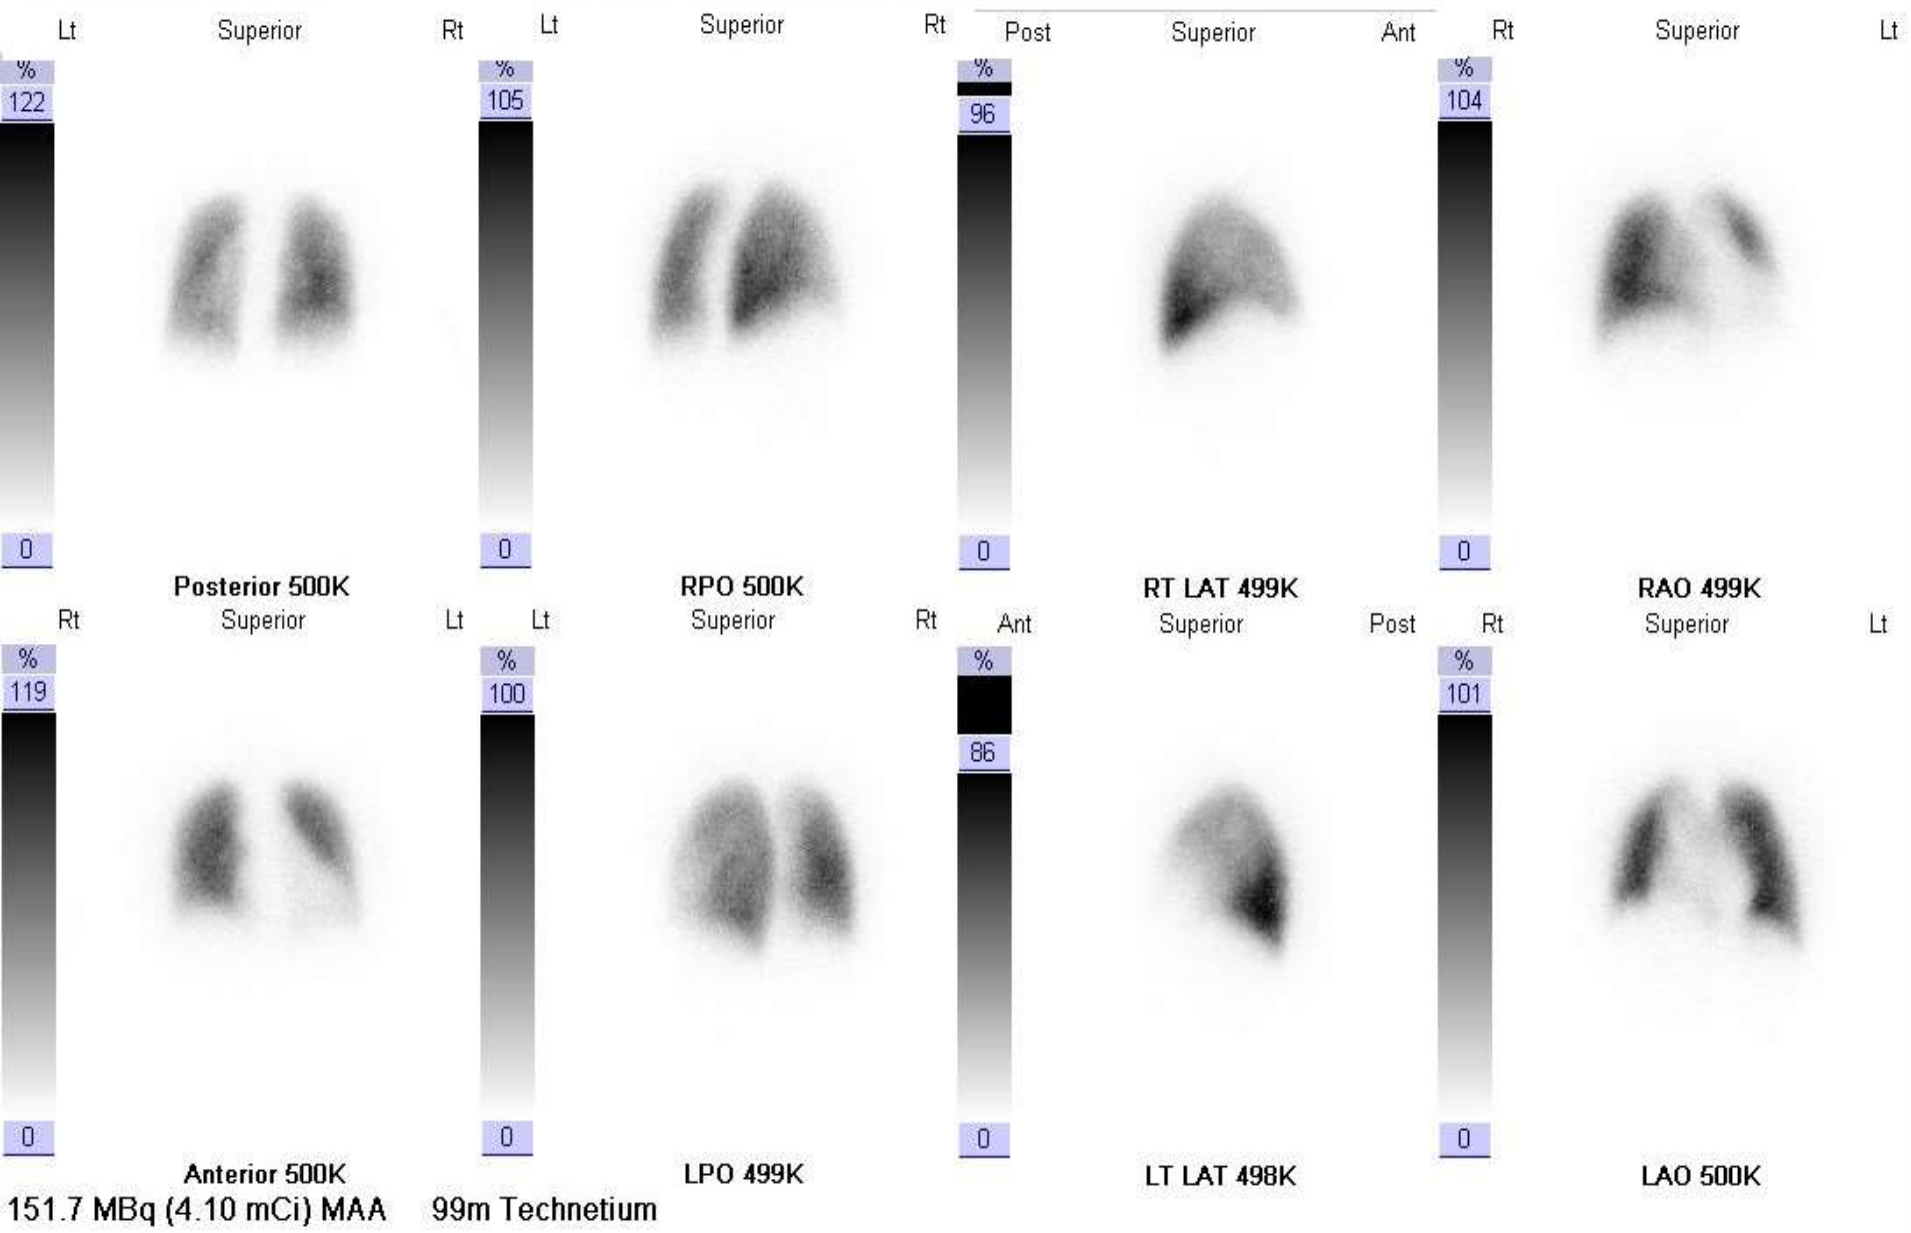 Lt Superior Rt
Lt Superior Rt
Post Superior Ant
Rt Superior Lt
%
122
%
105
%
96
%
104
0
0
0
0
Posterior 500K
RPO 500K
RT LAT 499K
RAO 499K
Rt Superior Lt
Lt Superior Rt
Ant Superior Post
Rt Superior Lt
%
119
%
100
%
86
%
101
0
0
0
0
Anterior 500K
LPO 499K
LT LAT 498K
LAO 500K
151.7 MBq (4.10 mCi) MAA 99m Technetium